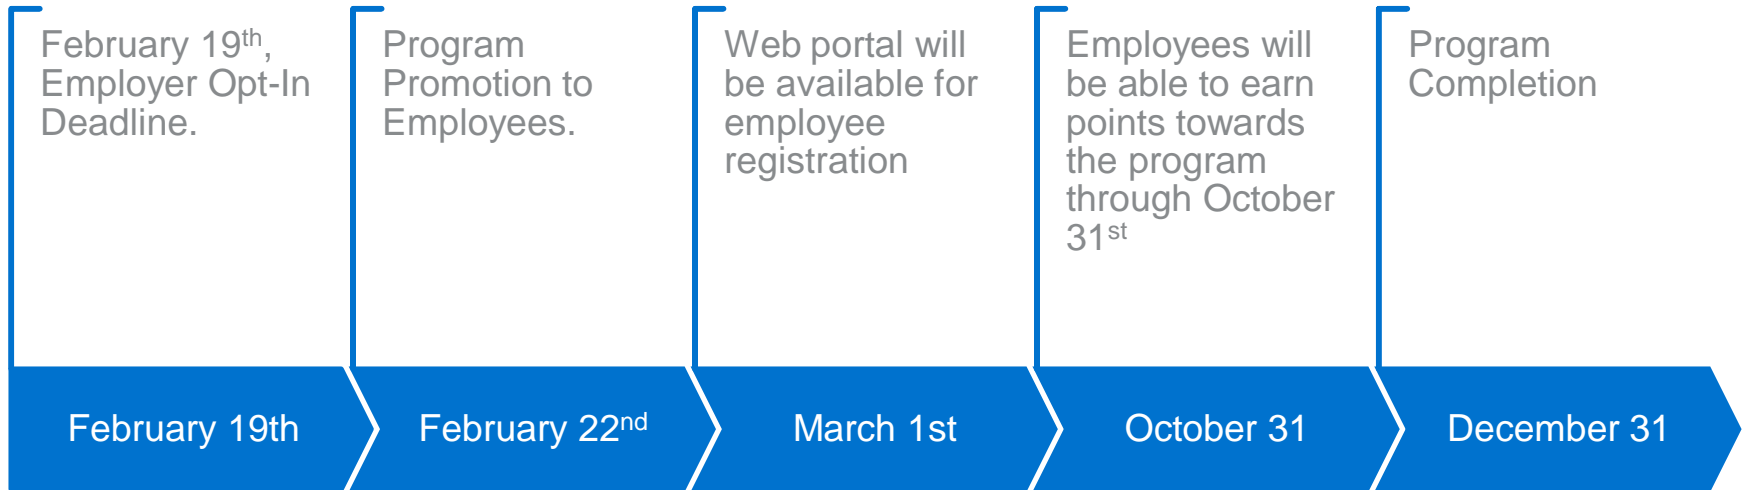 February 19th,
Employer Opt-In
Deadline.
Program
Promotion to
Employees.
Web portal will
be available for
employee
registration
Employees will
be able to earn
points towards
the program
through October
31st
Program
Completion
February 19th
February 22nd
March 1st
October 31
December 31